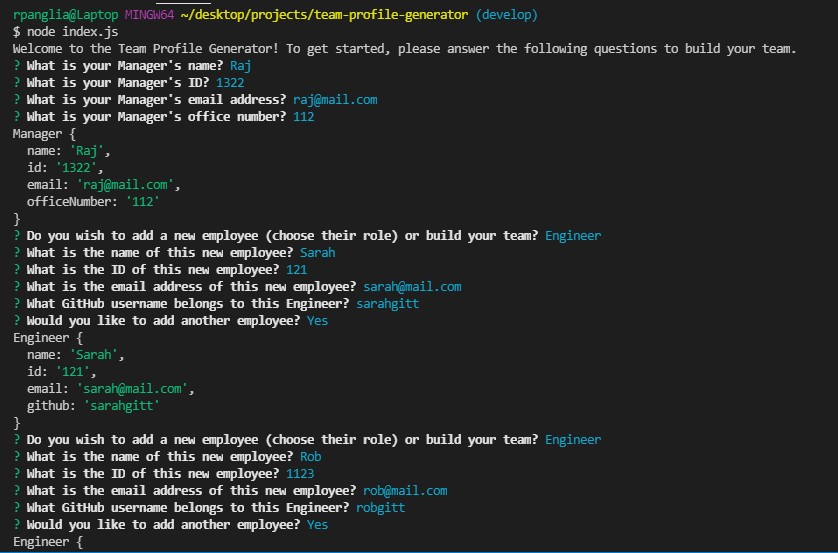 rpanglia@Laptop MINGW64 ~/desktop/projects/team-profile-generator (develop)
$ node index.js
Welcome to the Team Profile Generator! To get started, please answer the following questions to build your team.
? What is your Manager's name? Raj
? What is your Manager's ID? 1322
? What is your Manager's email address? raj@mail.com
? What is your Manager's office number? 112
Manager {
  name: 'Raj',
  id: '1322',
  email: 'raj@mail.com',
  officeNumber: '112'
}
? Do you wish to add a new employee (choose their role) or build your team? Engineer
? What is the name of this new employee? Sarah
? What is the ID of this new employee? 121
? What is the email address of this new employee? sarah@mail.com
? What GitHub username belongs to this Engineer? sarahgitt
? Would you like to add another employee? Yes
Engineer {
  name: 'Sarah',
  id: '121',
  email: 'sarah@mail.com',
  github: 'sarahgitt'
}
? Do you wish to add a new employee (choose their role) or build your team? Engineer
? What is the name of this new employee? Rob
? What is the ID of this new employee? 1123
? What is the email address of this new employee? rob@mail.com
? What GitHub username belongs to this Engineer? robgitt
? Would you like to add another employee? Yes
Engineer {